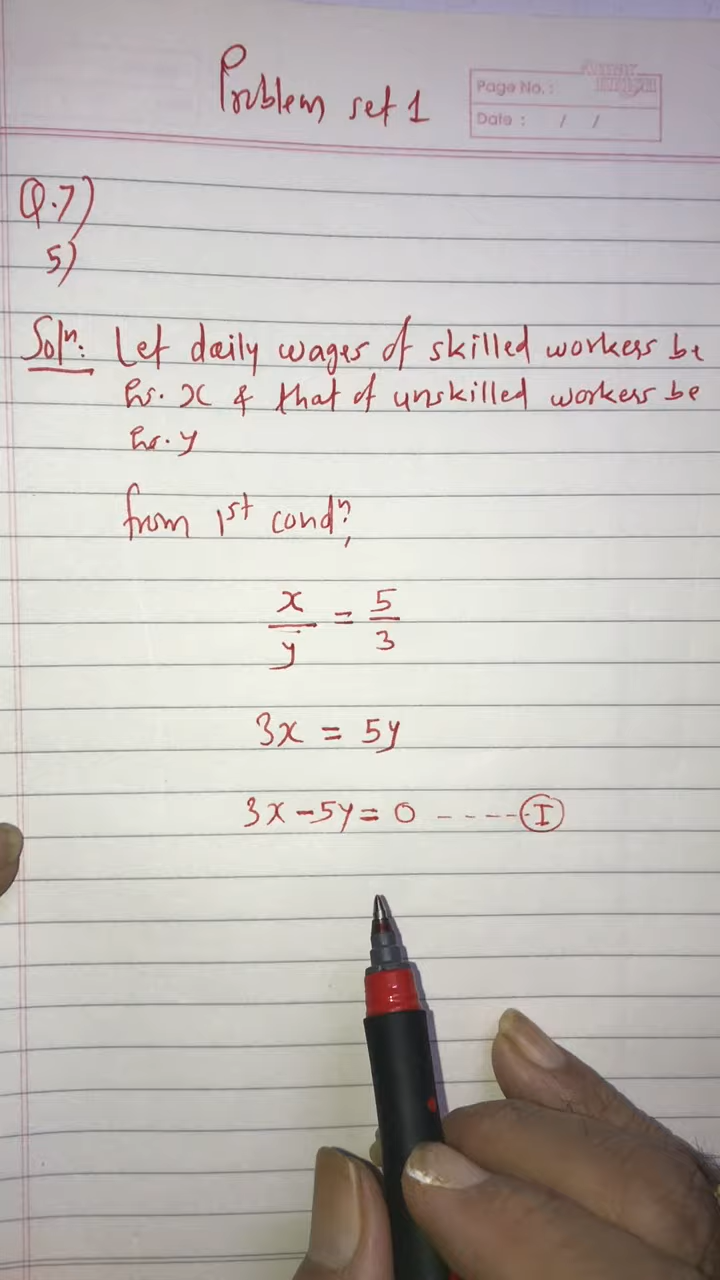 Problem set 1
Page No. :
Date : / /
Q.7)
5)
Solⁿ: Let daily wages of skilled workers be
Rs. x & that of unskilled workers be
Rs. y
from 1st condⁿ,
x/y = 5/3
3x = 5y
3x - 5y = 0 ----- I